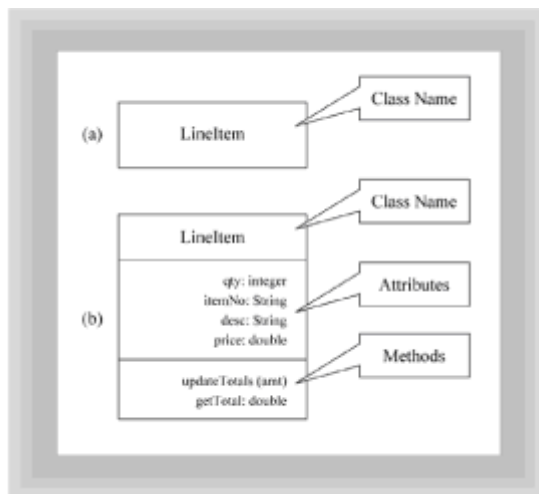 Class Name
(a)
LineItem
Class Name
LineItem
qty: integer
itemNo: String
desc: String
price: double
Attributes
(b)
updateTotals (amt)
getTotal: double
Methods